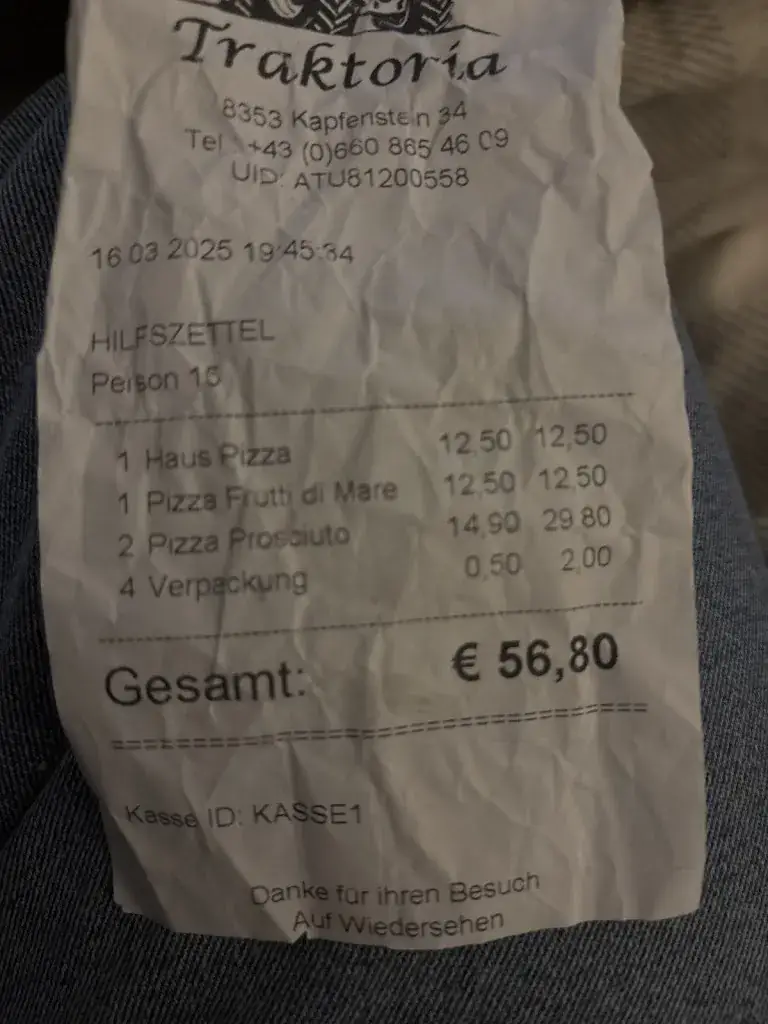 Traktoria
8353 Kapfenstein 34
Tel.: +43 (0)660 865 46 09
UID: ATU81200558
16.03.2025 19:45:34
HILFSZETTEL
Person 15
1 Haus Pizza 12,50 12,50
1 Pizza Frutti di Mare 12,50 12,50
2 Pizza Prosciuto 14,90 29,80
4 Verpackung 0,50 2,00
Gesamt: € 56,80
Kasse ID: KASSE1
Danke für ihren Besuch
Auf Wiedersehen